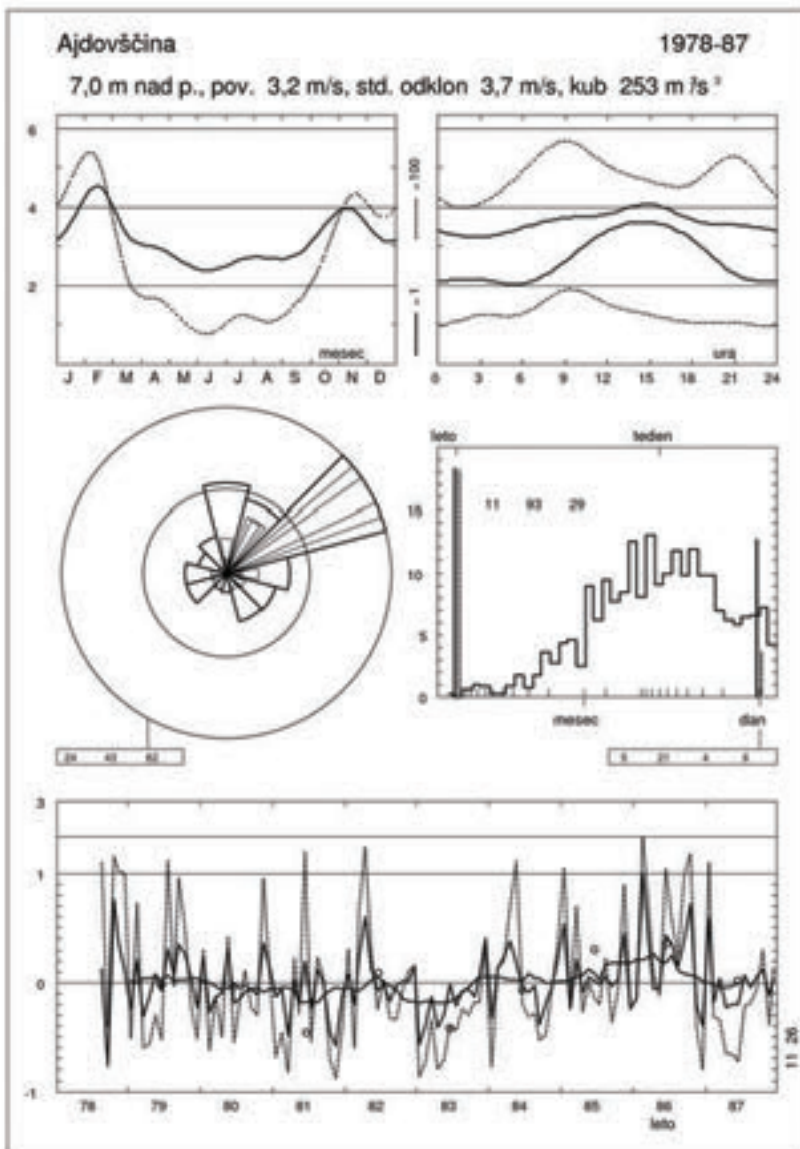 Ajdovščina 1978-87
7,0 m nad p., pov. 3,2 m/s, std. odklon 3,7 m/s, kub 253 m³/s³
6
4
2
mesec
J F M A M J J A S O N D
x 100
x 1
ura
0 3 6 9 12 15 18 21 24
leto teden
15
10
5
0
11 93 29
mesec dan
29 43 62
5 21 4 6
3
1
0
-1
78 79 80 81 82 83 84 85 86 87
leto
11 26